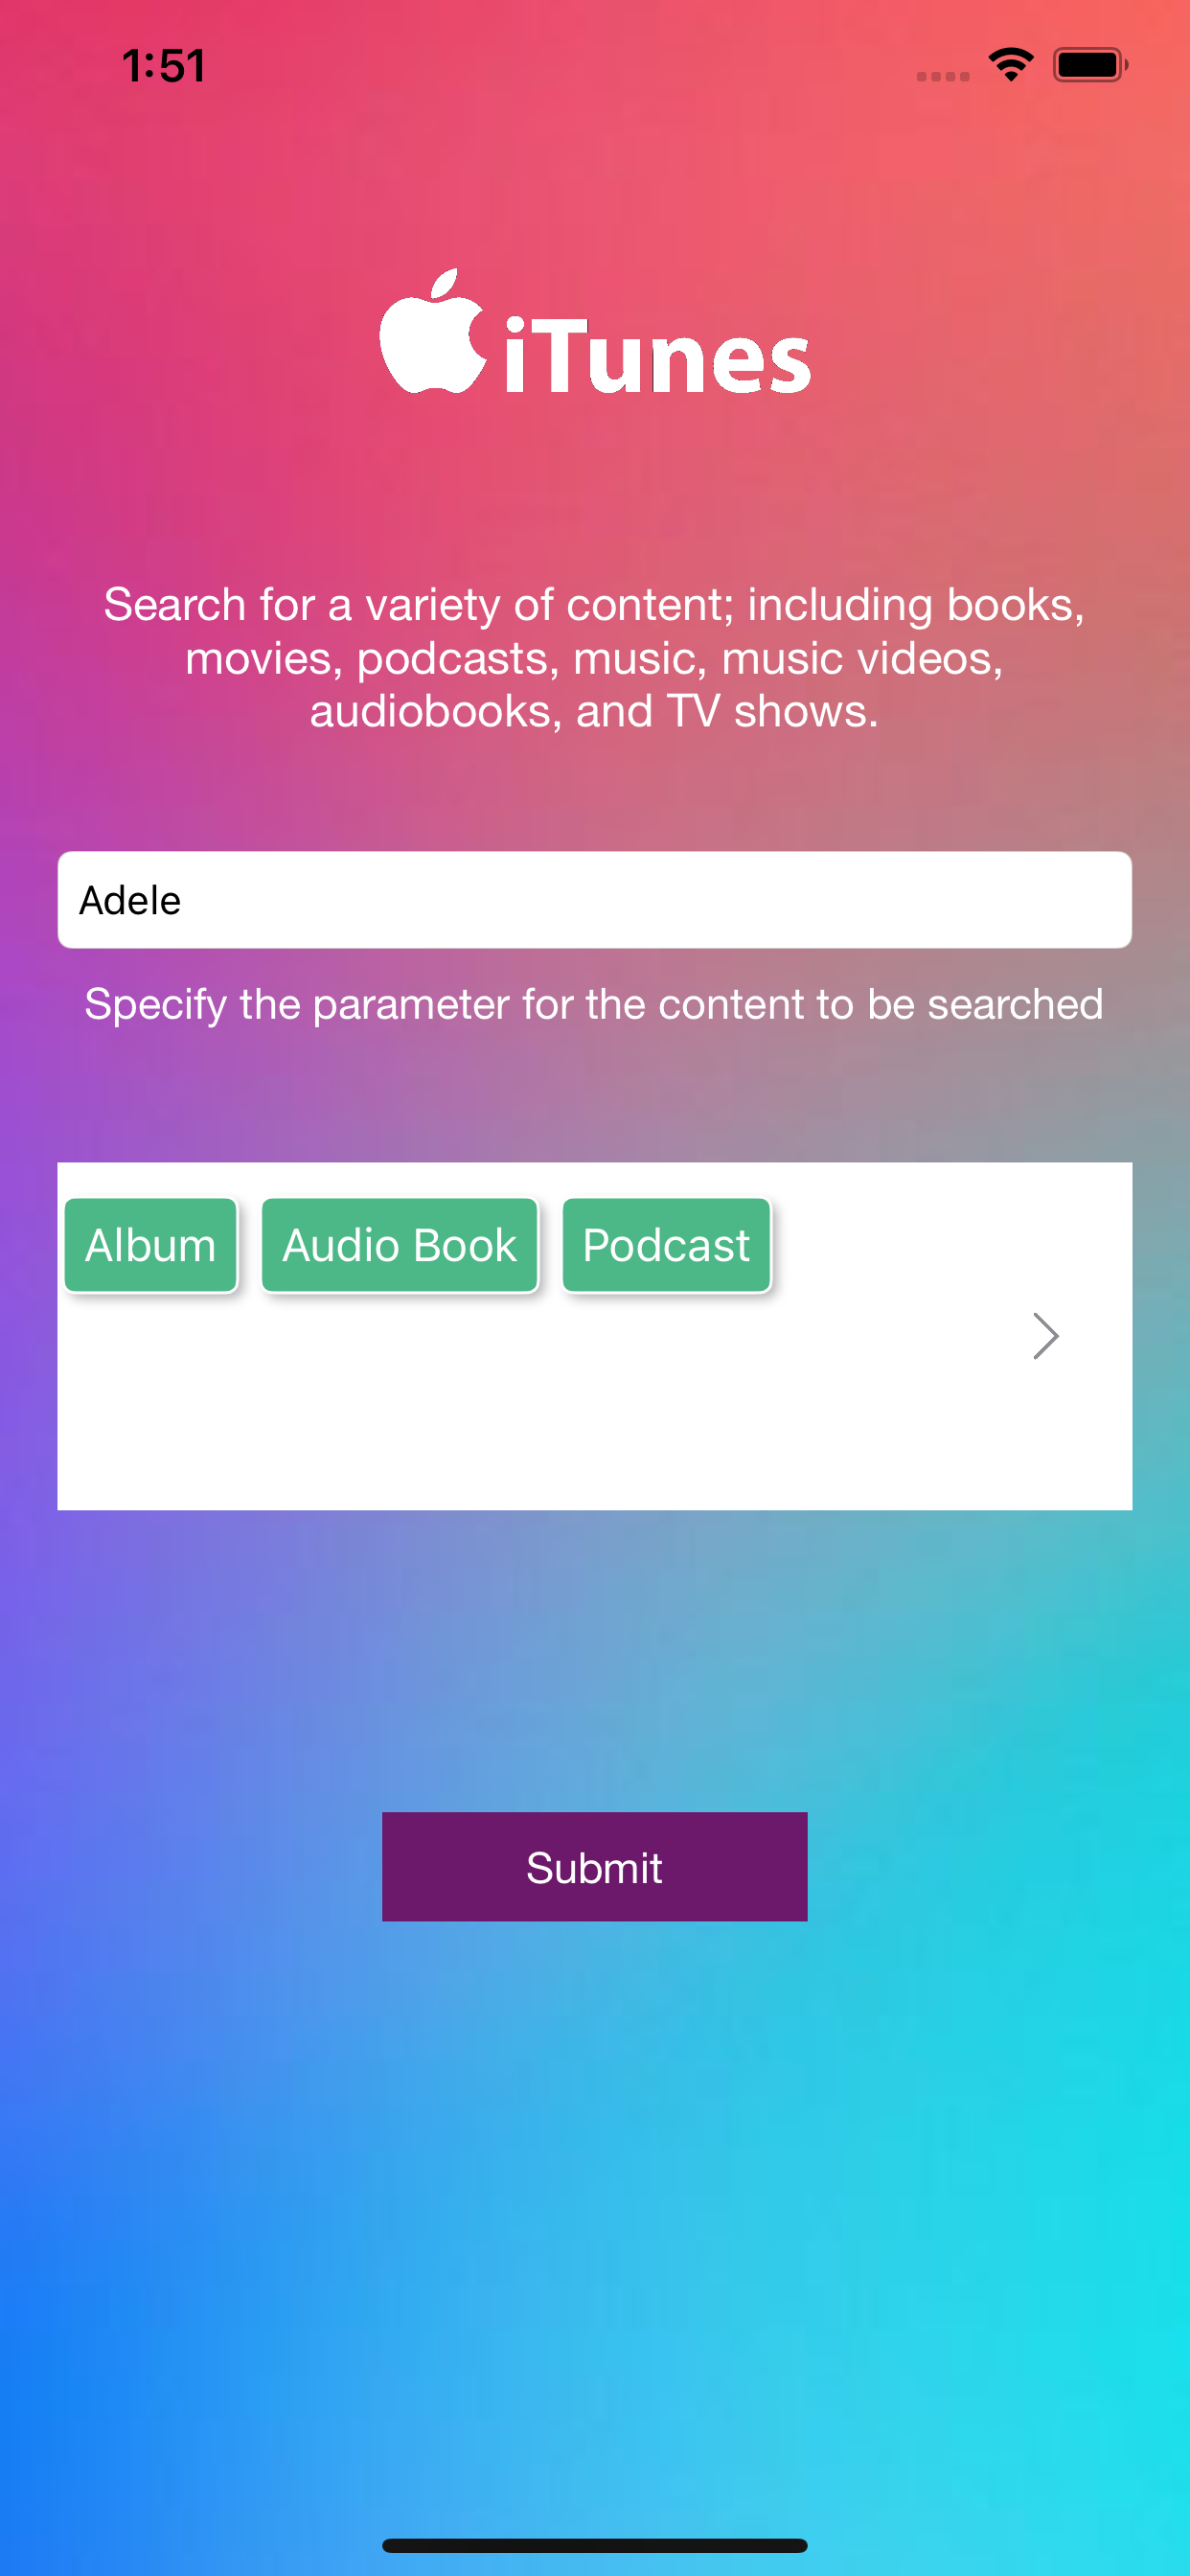 1:51
iTunes
Search for a variety of content; including books,
movies, podcasts, music, music videos,
audiobooks, and TV shows.
Adele
Specify the parameter for the content to be searched
Album Audio Book Podcast
Submit